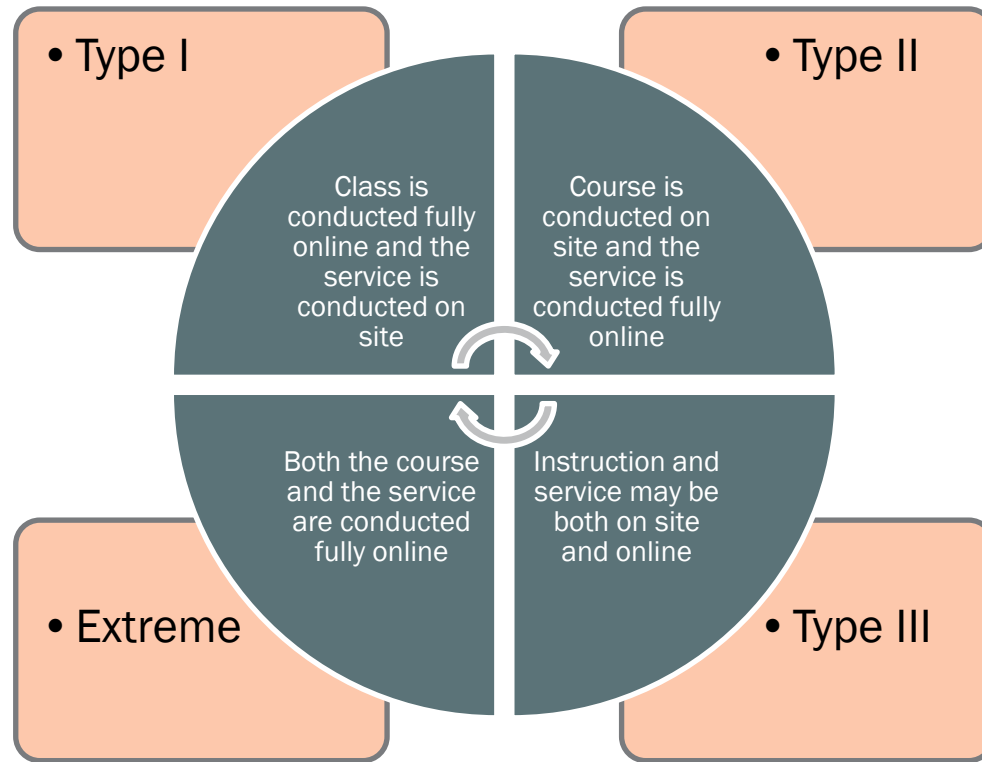 • Type I
Class is
conducted fully
online and the
service is
conducted on
site
• Type II
Course is
conducted on
site and the
service is
conducted fully
online
• Extreme
Both the course
and the service
are conducted
fully online
• Type III
Instruction and
service may be
both on site
and online